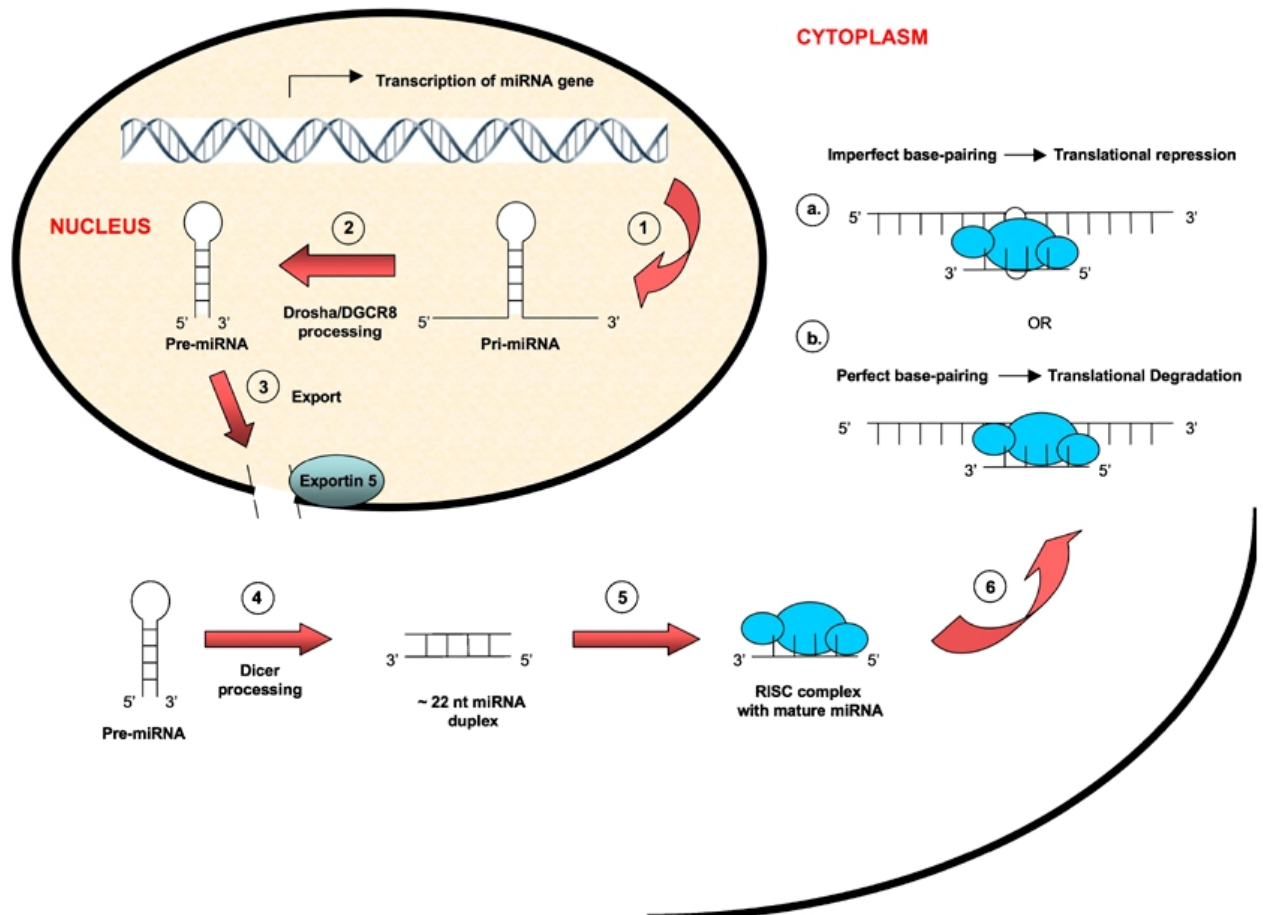 CYTOPLASM
Transcription of miRNA gene
Imperfect base-pairing
Translational repression
NUCLEUS
2
1
a.
5’
3’
3’
5’
Drosha/DGCR8
processing
5’
3’
5’ 3’
Pre-miRNA
Pri-miRNA
OR
b.
3
Export
Perfect base-pairing
Translational Degradation
5’
3’
3’
5’
Exportin 5
4
5
6
Dicer
processing
3’
5’
3’
5’
5’ 3’
~ 22 nt miRNA
duplex
RISC complex
with mature miRNA
Pre-miRNA